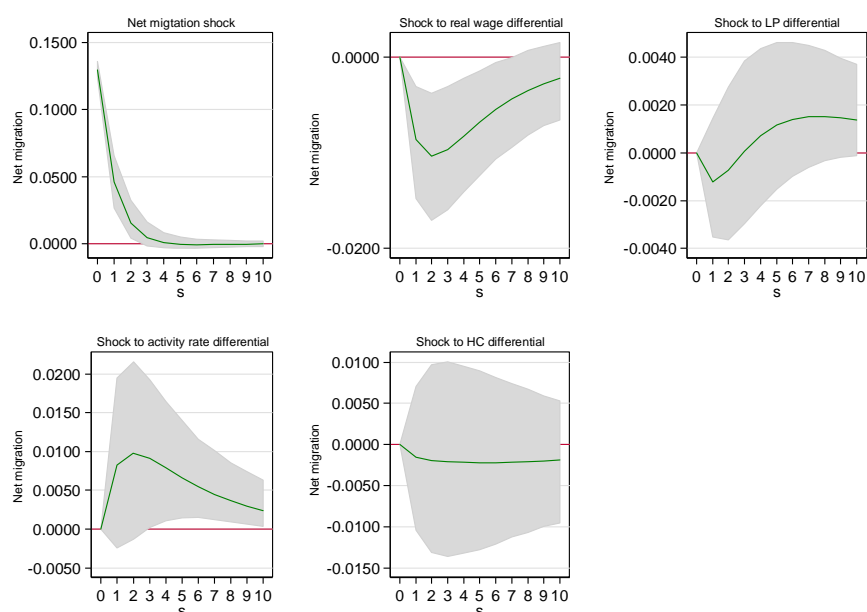 Net migtation shock
0.1500
0.1000
0.0500
0.0000
Net migration
0 1 2 3 4 5 6 7 8 9 10
s
Shock to real wage differential
0.0000
-0.0200
Net migration
0 1 2 3 4 5 6 7 8 9 10
s
Shock to LP differential
0.0040
0.0020
0.0000
-0.0020
-0.0040
Net migration
0 1 2 3 4 5 6 7 8 9 10
s
Shock to activity rate differential
0.0200
0.0150
0.0100
0.0050
0.0000
-0.0050
Net migration
0 1 2 3 4 5 6 7 8 9 10
s
Shock to HC differential
0.0100
0.0050
0.0000
-0.0050
-0.0100
-0.0150
Net migration
0 1 2 3 4 5 6 7 8 9 10
s